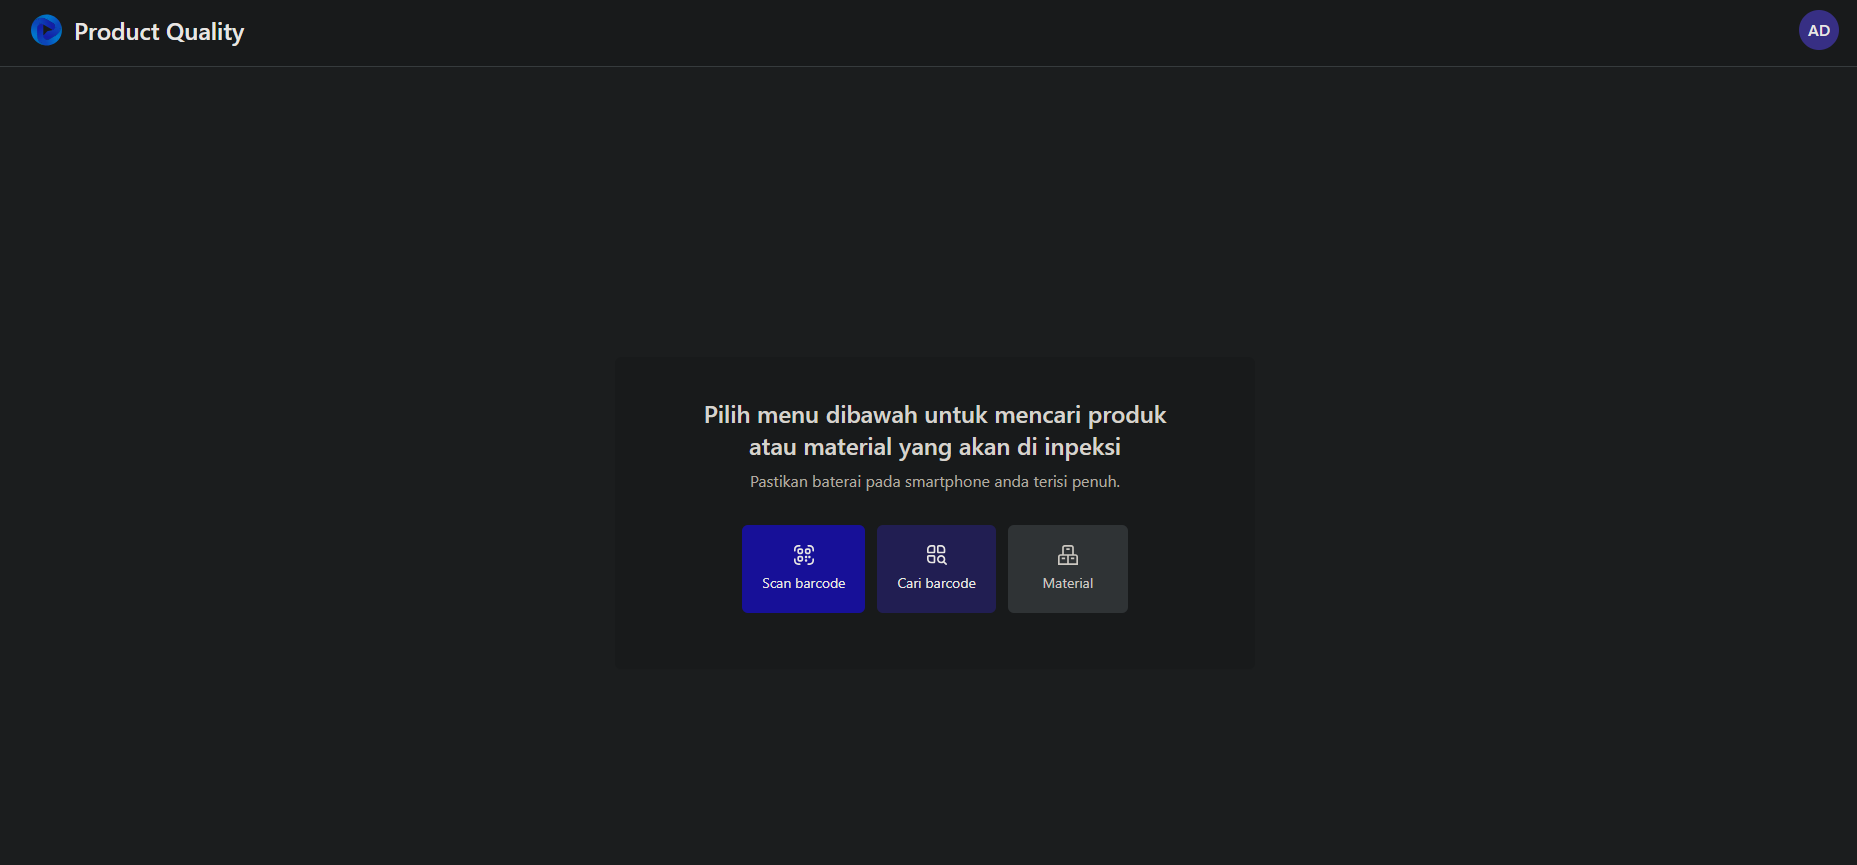 Product Quality
AD
Pilih menu dibawah untuk mencari produk
atau material yang akan di inpeksi
Pastikan baterai pada smartphone anda terisi penuh.
Scan barcode
Cari barcode
Material